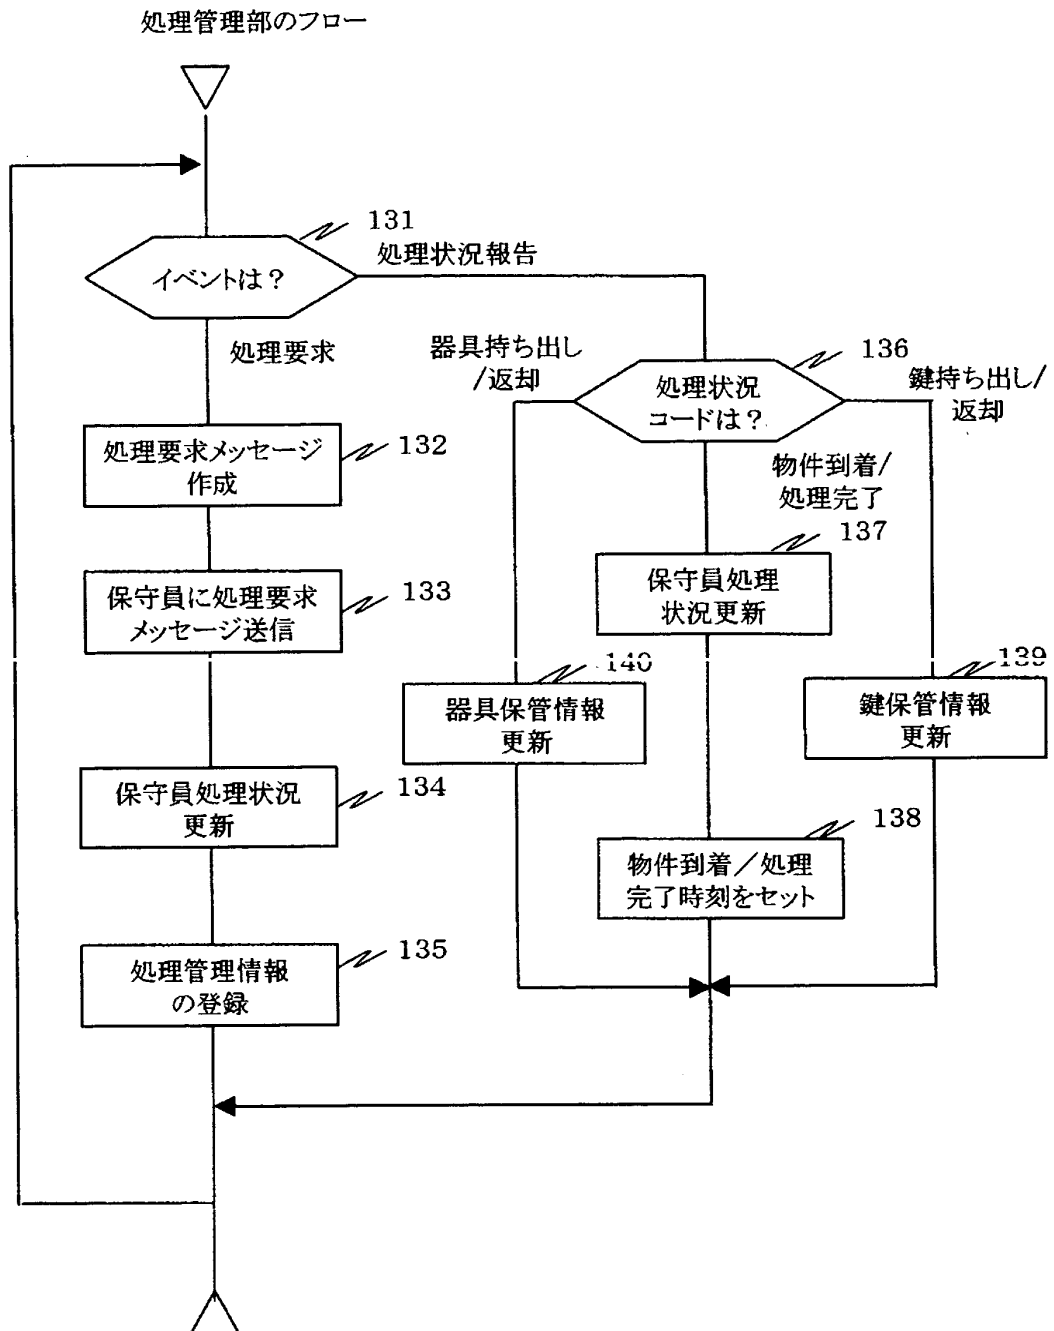 処理管理部のフロー
131
処理状況報告
イベントは？
処理要求
器具持ち出し
／返却
136
処理状況
コードは？
鍵持ち出し／
返却
処理要求メッセージ
作成
132
物件到着／
処理完了
137
保守員に処理要求
メッセージ送信
133
保守員処理
状況更新
140
器具保管情報
更新
139
鍵保管情報
更新
保守員処理状況
更新
134
138
物件到着／処理
完了時刻をセット
処理管理情報
の登録
135